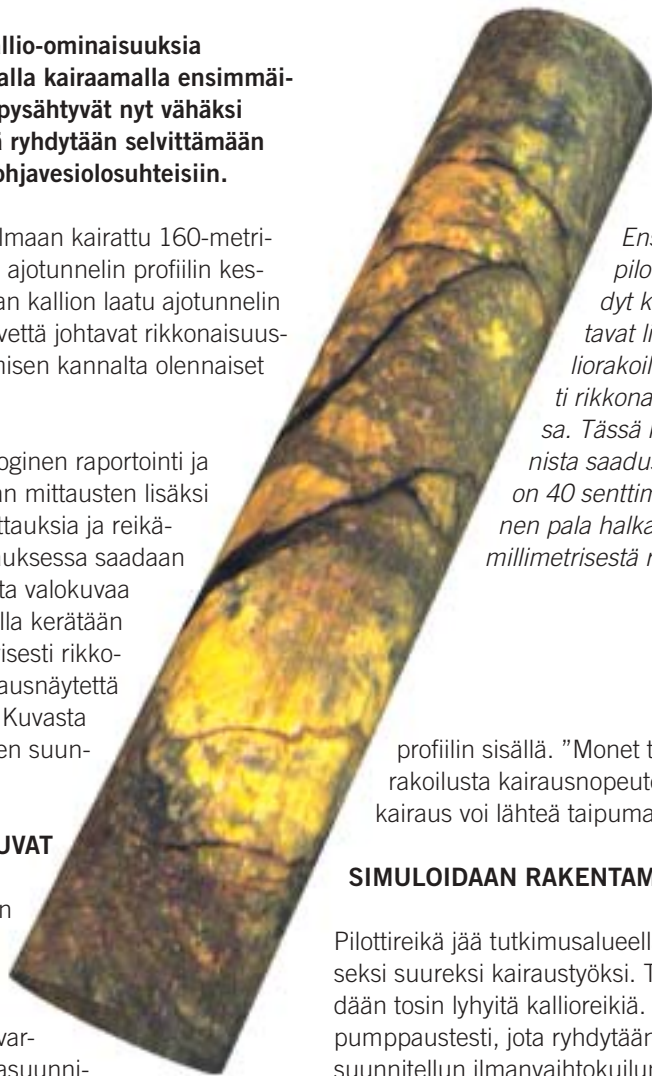 allio-ominaisuuksia
alla kairaamalla ensimmäi-
pysähtyvät nyt vähäksi
ryhdytään selvittämään
ohjavesiolosuhteisiin.
lmaan kairattu 160-metri-
ajotunnelin profiilin kes-
an kallion laatu ajotunnelin
vettä johtavat rikkonaisuus-
nisen kannalta olennaiset
oginen raportointi ja
an mittausten lisäksi
ttauksia ja reikä-
uksessa saadaan
ta valokuvaa
lla kerätään
isesti rikko-
ausnäytettä
Kuvasta
en suun-
UVAT
n
var-
asuunni-
Ens
pilo
dyt k
tavat li
liorakoil
ti rikkona
sa. Tässä
nista saadus
on 40 senttim
nen pala halka
millimetrisestä r
profiilin sisällä. ”Monet t
rakoilusta kairausnopeute
kairaus voi lähteä taipuma
SIMULOIDAAN RAKENTAM
Pilottireikä jää tutkimusalueell
seksi suureksi kairaustyöksi. T
dään tosin lyhyitä kallioreikiä.
pumppaustesti, jota ryhdytään
suunnitellun ilmanvaihtokuilun